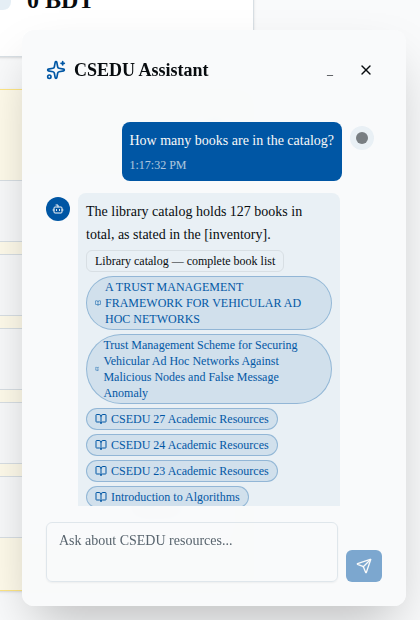 0 BDT
CSEDU Assistant
How many books are in the catalog?
1:17:32 PM
The library catalog holds 127 books in
total, as stated in the [inventory].
Library catalog — complete book list
A TRUST MANAGEMENT
FRAMEWORK FOR VEHICULAR AD
HOC NETWORKS
Trust Management Scheme for Securing
Vehicular Ad Hoc Networks Against
Malicious Nodes and False Message
Anomaly
CSEDU 27 Academic Resources
CSEDU 24 Academic Resources
CSEDU 23 Academic Resources
Introduction to Algorithms
Ask about CSEDU resources...